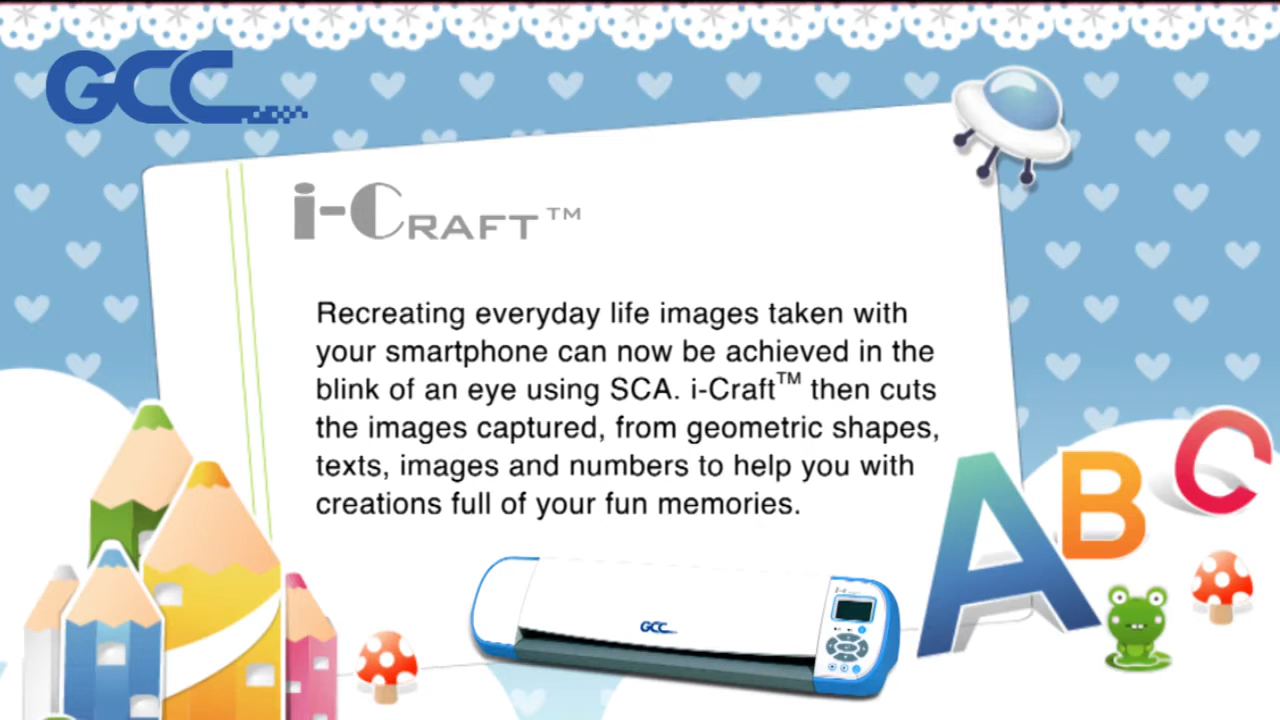 GCC
i-CRAFT™
Recreating everyday life images taken with
your smartphone can now be achieved in the
blink of an eye using SCA. i-Craft™ then cuts
the images captured, from geometric shapes,
texts, images and numbers to help you with
creations full of your fun memories.
A B C
i-CRAFT
GCC